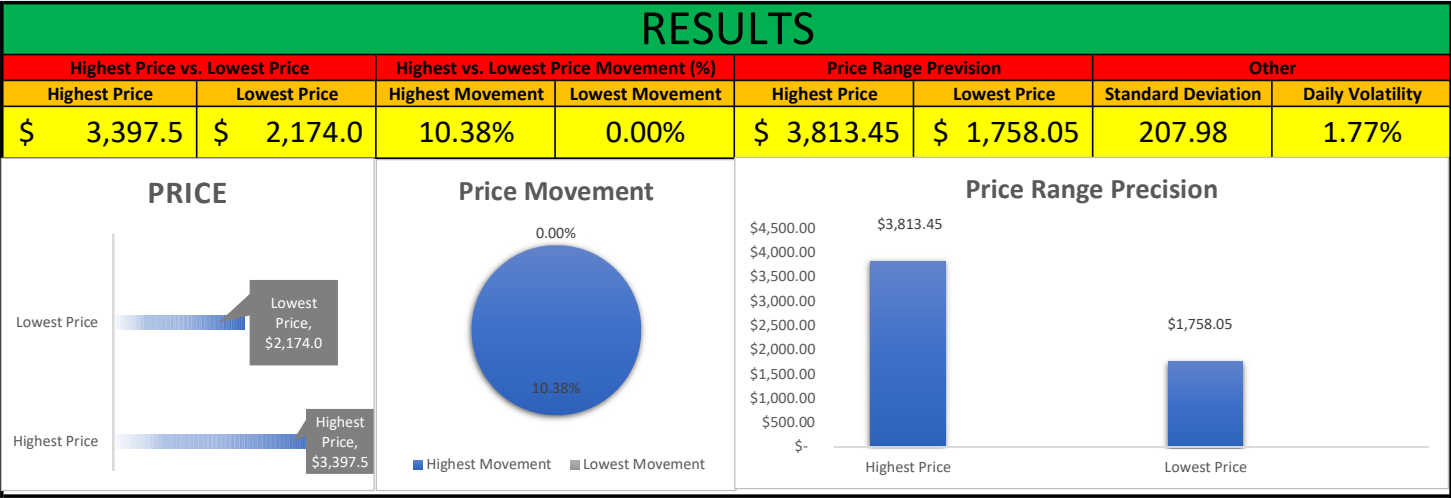 RESULTS
Highest Price vs. Lowest Price Highest vs. Lowest Price Movement (%) Price Range Prevision Other
Highest Price Lowest Price Highest Movement Lowest Movement Highest Price Lowest Price Standard Deviation Daily Volatility
$ 3,397.5 $ 2,174.0 10.38% 0.00% $ 3,813.45 $ 1,758.05 207.98 1.77%
PRICE
Lowest Price
Lowest
Price,
$2,174.0
Highest Price
Highest
Price,
$3,397.5
Price Movement
0.00%
10.38%
Highest Movement Lowest Movement
Price Range Precision
$4,500.00
$4,000.00
$3,500.00
$3,000.00
$2,500.00
$2,000.00
$1,500.00
$1,000.00
$500.00
$-
$3,813.45
$1,758.05
Highest Price Lowest Price